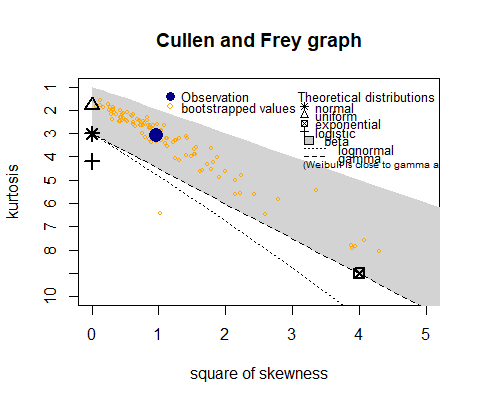 Cullen and Frey graph
Observation
bootstrapped values
Theoretical distributions
normal
uniform
exponential
logistic
beta
lognormal
gamma
(Weibull is close to gamma a
kurtosis
1
2
3
4
5
6
7
8
10
0
1
2
3
4
5
square of skewness